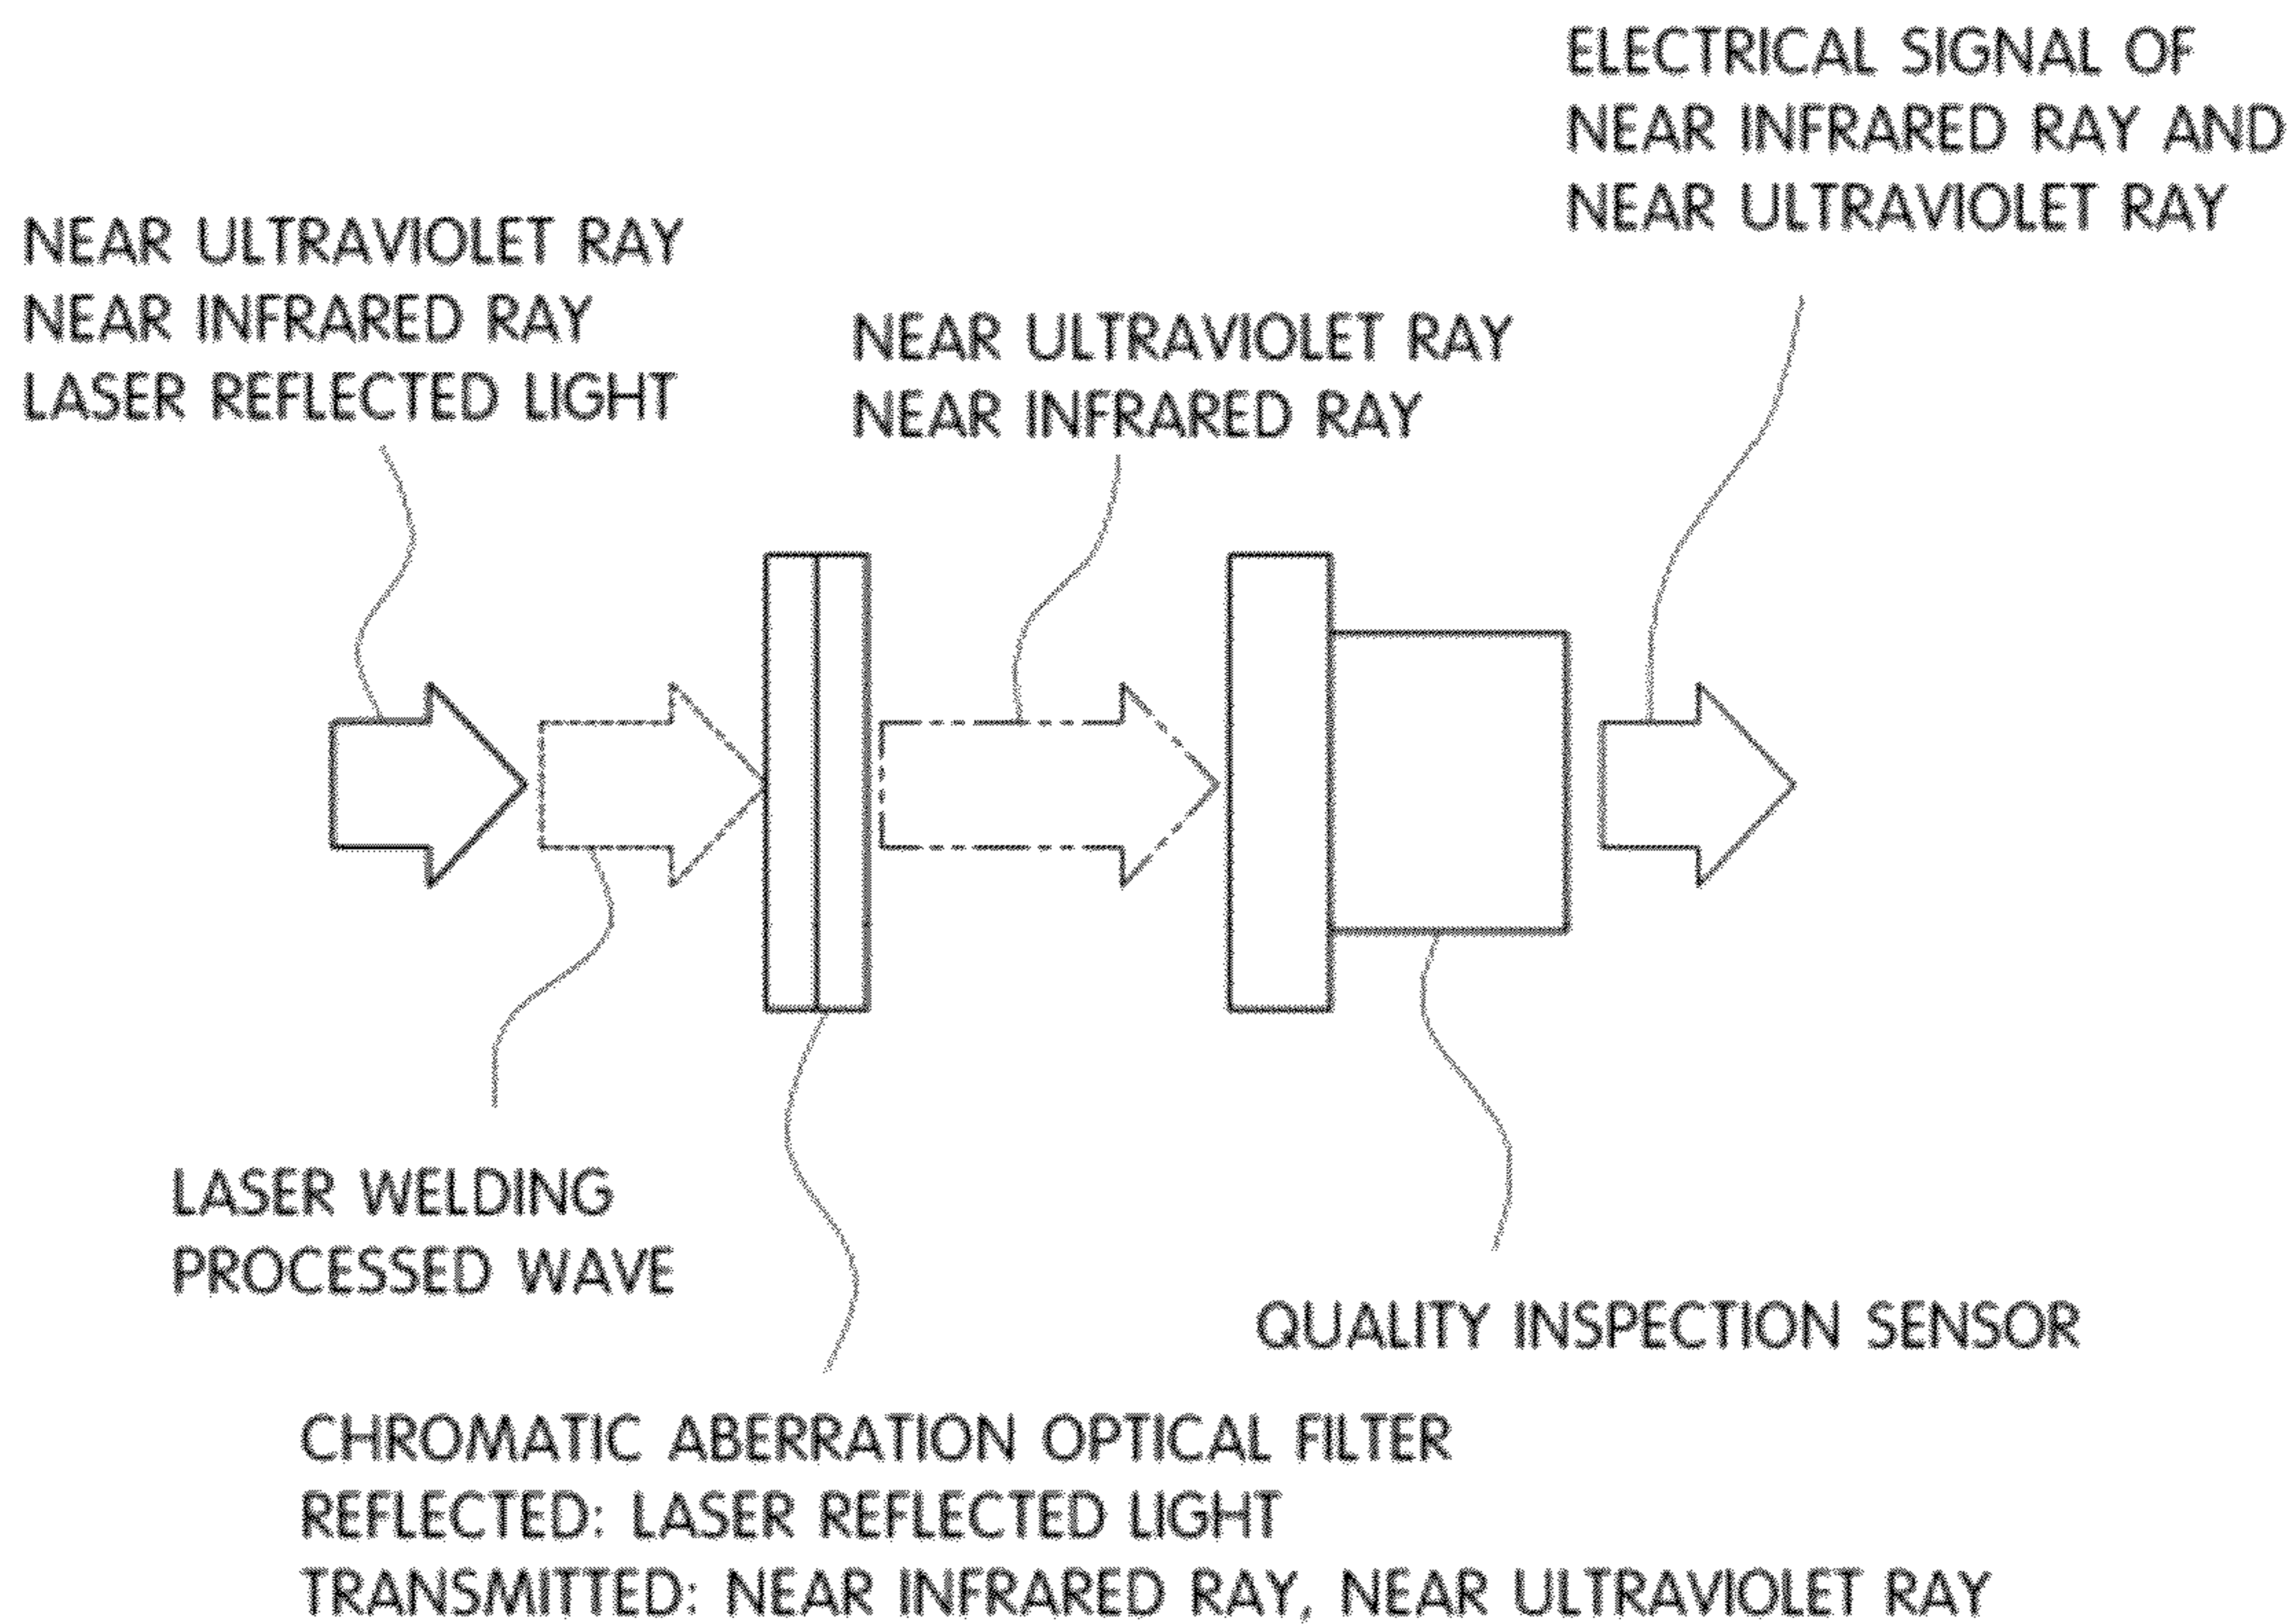 ELECTRICAL SIGNAL OF
NEAR INFRARED RAY AND
NEAR ULTRAVIOLET RAY
NEAR ULTRAVIOLET RAY
NEAR INFRARED RAY
LASER REFLECTED LIGHT
NEAR ULTRAVIOLET RAY
NEAR INFRARED RAY
LASER WELDING
PROCESSED WAVE
QUALITY INSPECTION SENSOR
CHROMATIC ABERRATION OPTICAL FILTER
REFLECTED: LASER REFLECTED LIGHT
TRANSMITTED: NEAR INFRARED RAY, NEAR ULTRAVIOLET RAY